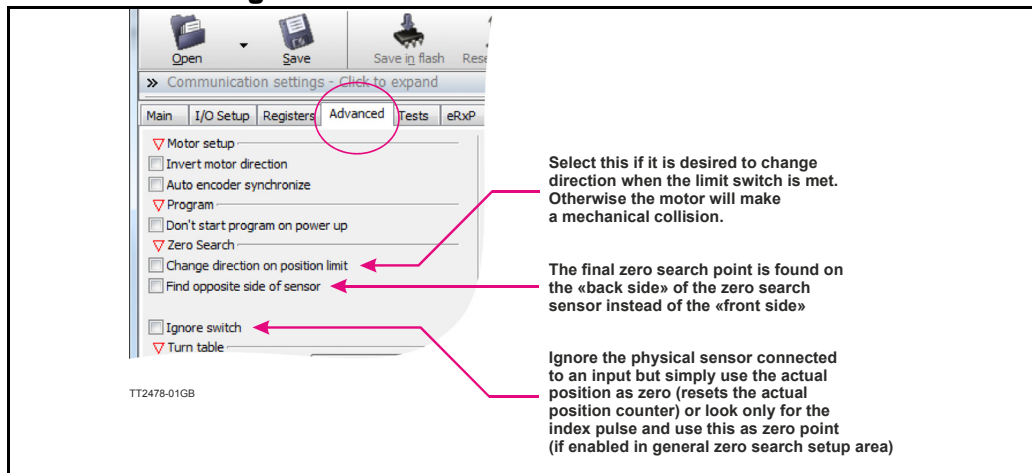 Open
Save
Save in flash
Rese
» Communication settings - Click to expand
Main I/O Setup Registers Advanced Tests eRxP
Motor setup
Invert motor direction
Auto encoder synchronize
Program
Don't start program on power up
Zero Search
Change direction on position limit
Find opposite side of sensor
Ignore switch
Turn table
TT2478-01GB
Select this if it is desired to change
direction when the limit switch is met.
Otherwise the motor will make
a mechanical collision.
The final zero search point is found on
the «back side» of the zero search
sensor instead of the «front side»
Ignore the physical sensor connected
to an input but simply use the actual
position as zero (resets the actual
position counter) or look only for the
index pulse and use this as zero point
(if enabled in general zero search setup area)